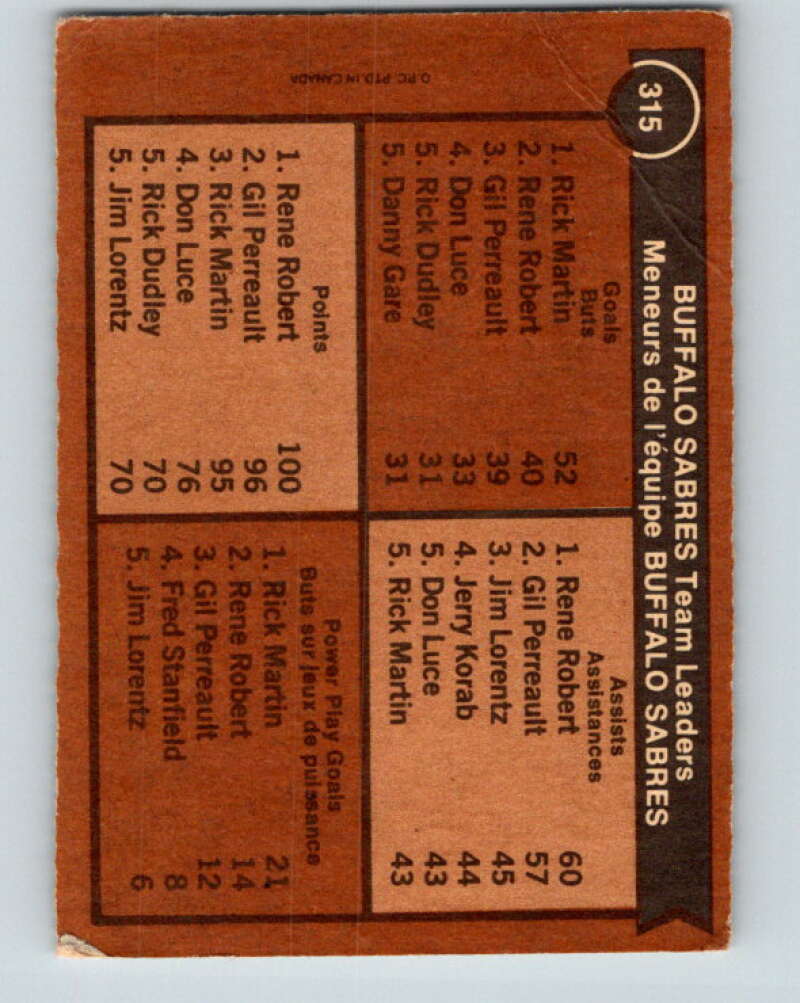 315
BUFFALO SABRES Team Leaders
Meneurs de l'équipe BUFFALO SABRES
Goals
Buts
1. Rick Martin 52
2. Rene Robert 40
3. Gil Perreault 39
4. Don Luce 33
5. Rick Dudley 31
5. Danny Gare 31
Assists
Assistances
1. Rene Robert 60
2. Gil Perreault 57
3. Jim Lorentz 45
4. Jerry Korab 44
5. Don Luce 43
5. Rick Martin 43
Points
1. Rene Robert 100
2. Gil Perreault 96
3. Rick Martin 95
4. Don Luce 76
5. Rick Dudley 70
5. Jim Lorentz 70
Power Play Goals
Buts sur jeux de puissance
1. Rick Martin 21
2. Rene Robert 14
3. Gil Perreault 12
4. Fred Stanfield 8
5. Jim Lorentz 6
O.P.C. PTD. IN CANADA